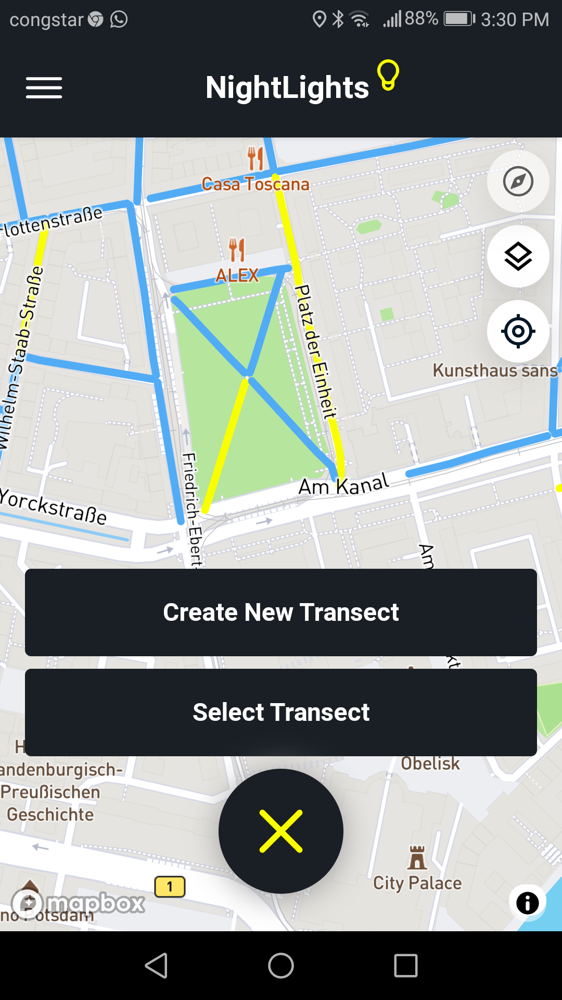 congstar 88% 3:30 PM
NightLights
Casa Toscana
rlottenstraße
ALEX
Wilhelm-Staab-Straße
Platz der Einheit
Kunsthaus sans
Friedrich-Ebert-
Am Kanal
Yorckstraße
Am
Create New Transect
kt
Select Transect
H
andenburgisch-
Preußischen
Geschichte
Obelisk
City Palace
1
mapbox
no Potsdam